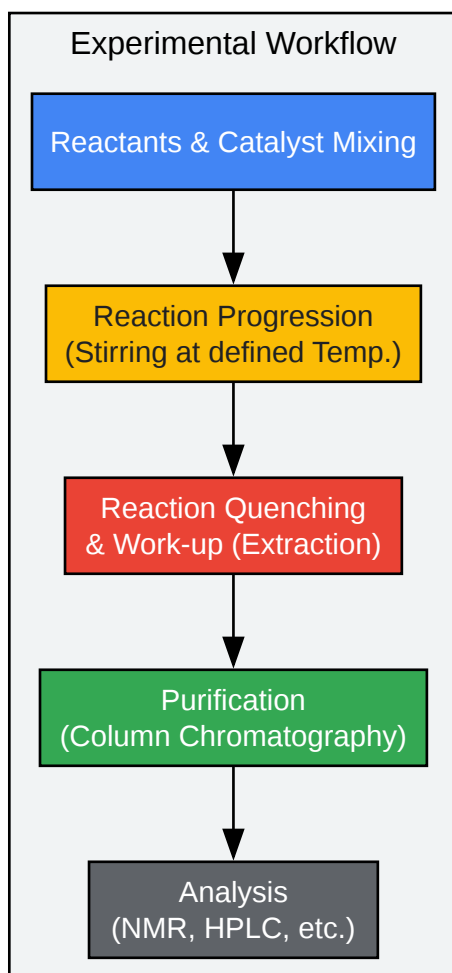 Experimental Workflow
Reactants & Catalyst Mixing
Reaction Progression
(Stirring at defined Temp.)
Reaction Quenching
& Work-up (Extraction)
Purification
(Column Chromatography)
Analysis
(NMR, HPLC, etc.)